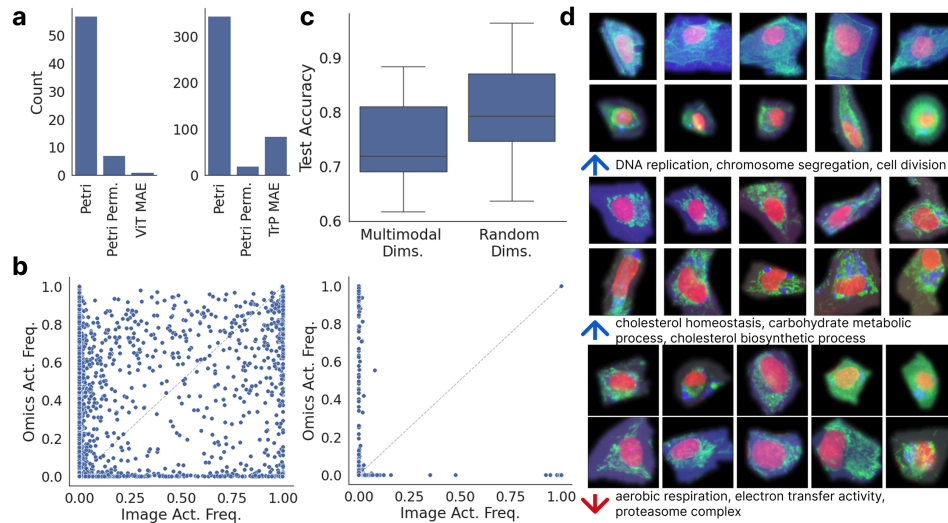 a
50
40
30
20
10
0
Count
Petri
Petri Perm.
ViT MAE
300
200
100
0
Petri
Petri Perm.
TrP MAE
c
0.9
0.8
0.7
0.6
Test Accuracy
Multimodal
Dims.
Random
Dims.
d
DNA replication, chromosome segregation, cell division
cholesterol homeostasis, carbohydrate metabolic
process, cholesterol biosynthetic process
aerobic respiration, electron transfer activity,
proteasome complex
b
1.0
0.8
0.6
0.4
0.2
0.0
Omics Act. Freq.
0.00 0.25 0.50 0.75 1.00
Image Act. Freq.
1.0
0.8
0.6
0.4
0.2
0.0
Omics Act. Freq.
0.00 0.25 0.50 0.75 1.00
Image Act. Freq.